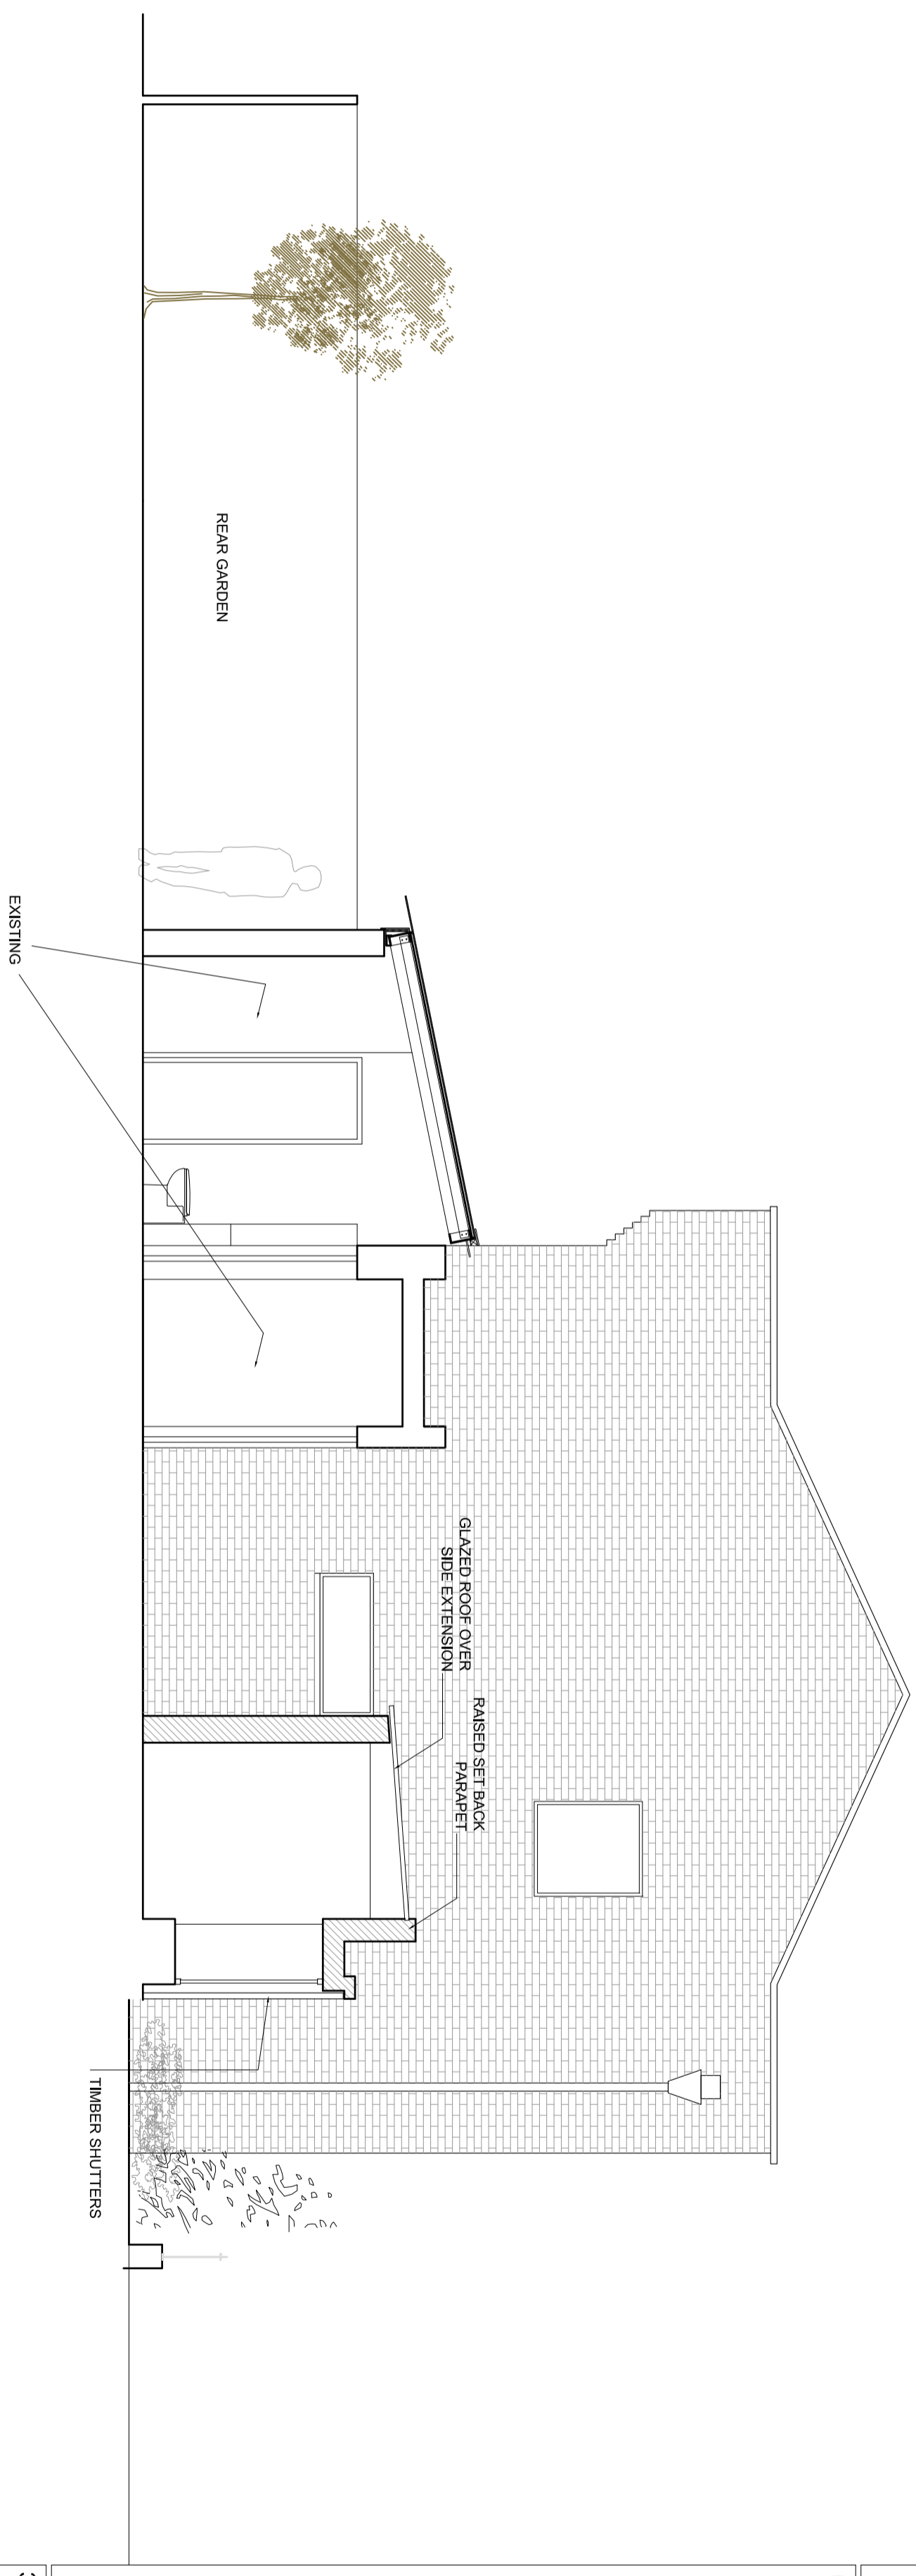 REAR GARDEN
EXISTING
GLAZED ROOF OVER
SIDE EXTENSION
RAISED SET BACK
PARAPET
TIMBER SHUTTERS